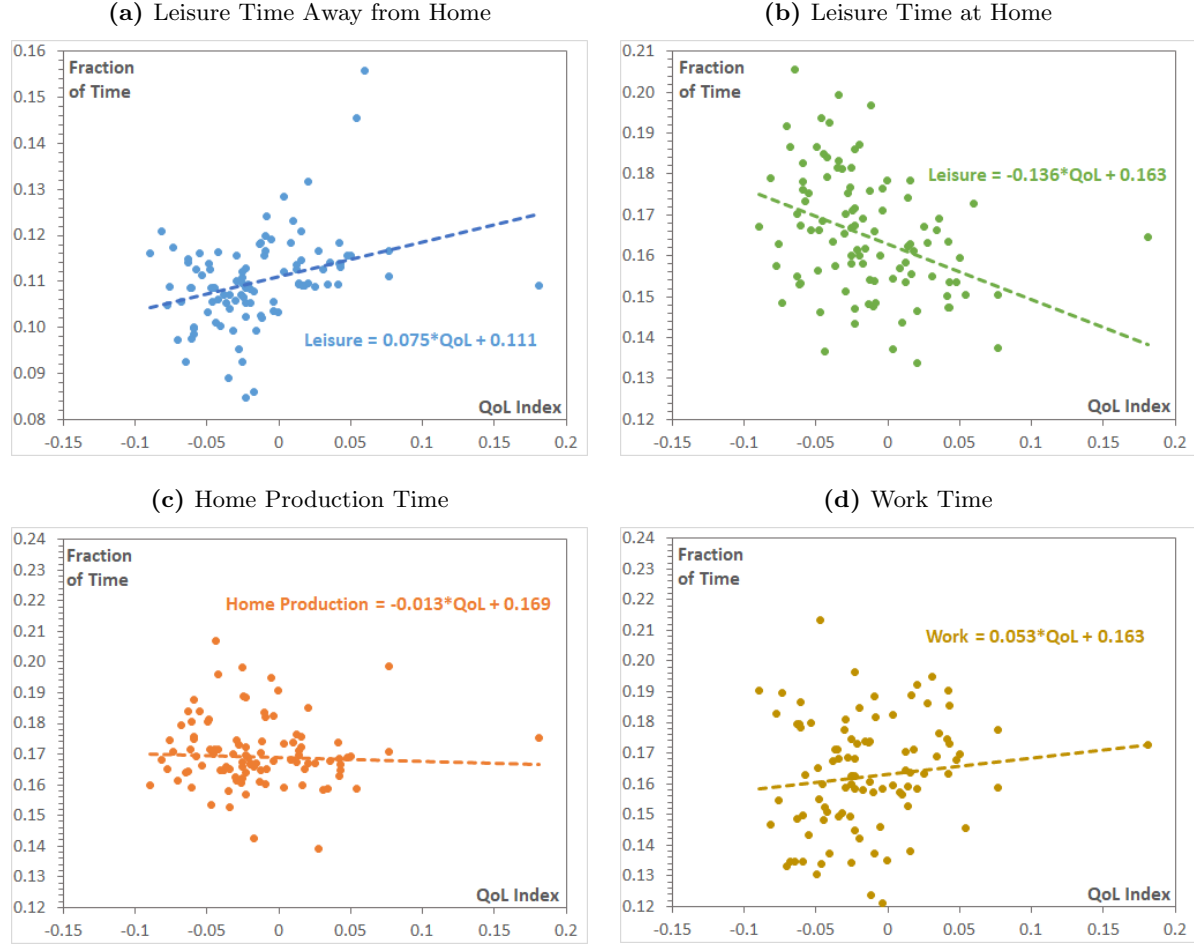 (a) Leisure Time Away from Home
0.16
0.15
0.14
0.13
0.12
0.11
0.10
0.09
0.08
Fraction
of Time
Leisure = 0.075*QoL + 0.111
QoL Index
-0.15 -0.1 -0.05 0 0.05 0.1 0.15 0.2
(b) Leisure Time at Home
0.21
0.20
0.19
0.18
0.17
0.16
0.15
0.14
0.13
0.12
Fraction
of Time
Leisure = -0.136*QoL + 0.163
QoL Index
-0.15 -0.1 -0.05 0 0.05 0.1 0.15 0.2
(c) Home Production Time
0.24
0.23
0.22
0.21
0.20
0.19
0.18
0.17
0.16
0.15
0.14
0.13
0.12
Fraction
of Time
Home Production = -0.013*QoL + 0.169
QoL Index
-0.15 -0.1 -0.05 0 0.05 0.1 0.15 0.2
(d) Work Time
0.24
0.23
0.22
0.21
0.20
0.19
0.18
0.17
0.16
0.15
0.14
0.13
0.12
Fraction
of Time
Work = 0.053*QoL + 0.163
QoL Index
-0.15 -0.1 -0.05 0 0.05 0.1 0.15 0.2